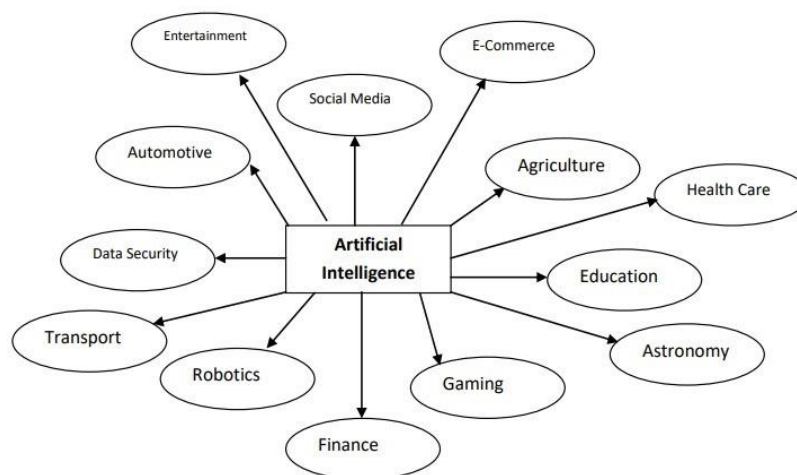 Entertainment
E-Commerce
Social Media
Automotive
Agriculture
Health Care
Artificial
Intelligence
Data Security
Education
Transport
Astronomy
Robotics
Gaming
Finance